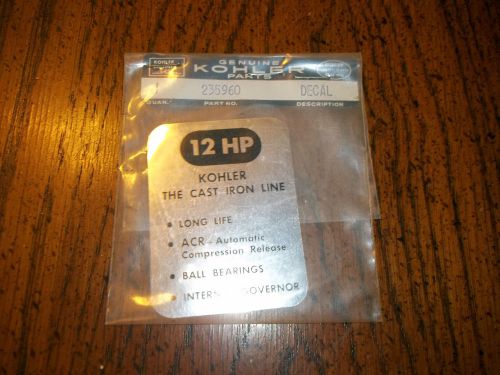 KOHLER
GENUINE
KOHLER
PARTS
235960 DECAL
QUAN. PART NO. DESCRIPTION
12 HP
KOHLER
THE CAST IRON LINE
• LONG LIFE
• ACR - Automatic
Compression Release
• BALL BEARINGS
• GOVERNOR